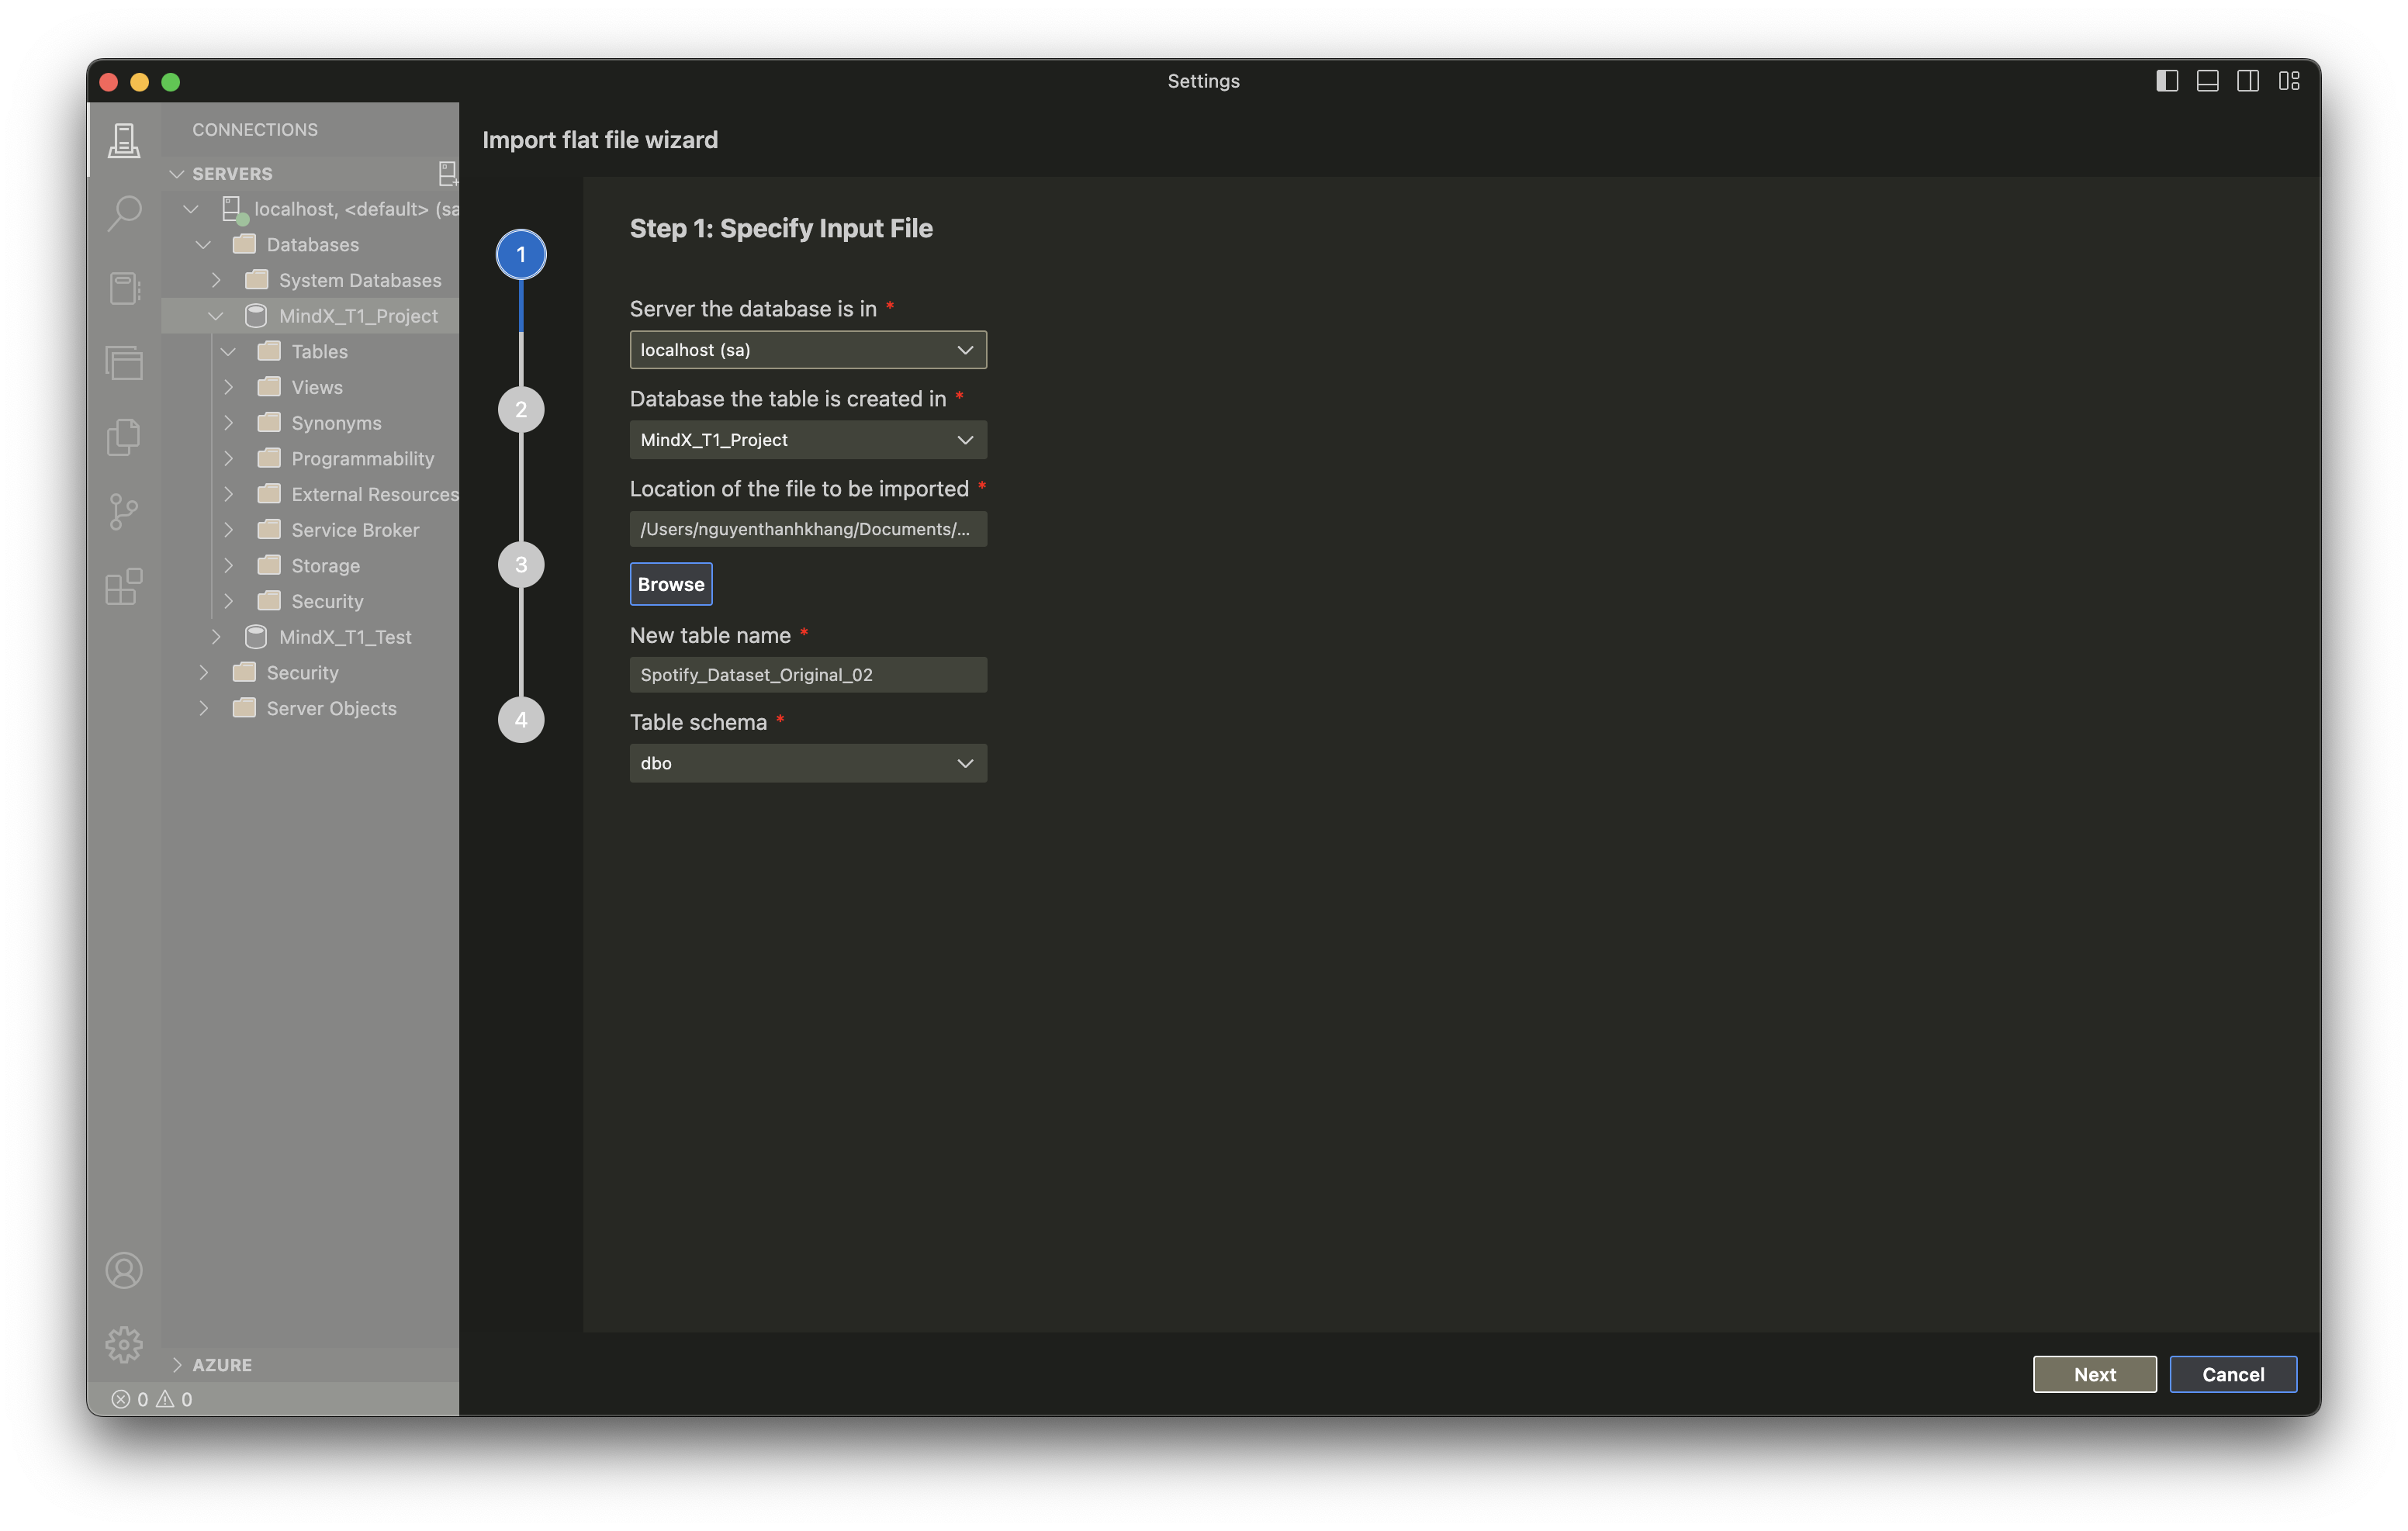 Settings
CONNECTIONS
SERVERS
localhost, <default> (sa
Databases
System Databases
MindX_T1_Project
Tables
Views
Synonyms
Programmability
External Resources
Service Broker
Storage
Security
MindX_T1_Test
Security
Server Objects
AZURE
0 0
Import flat file wizard
1
2
3
4
Step 1: Specify Input File
Server the database is in *
localhost (sa)
Database the table is created in *
MindX_T1_Project
Location of the file to be imported *
/Users/nguyenthanhkhang/Documents/...
Browse
New table name *
Spotify_Dataset_Original_02
Table schema *
dbo
Next Cancel